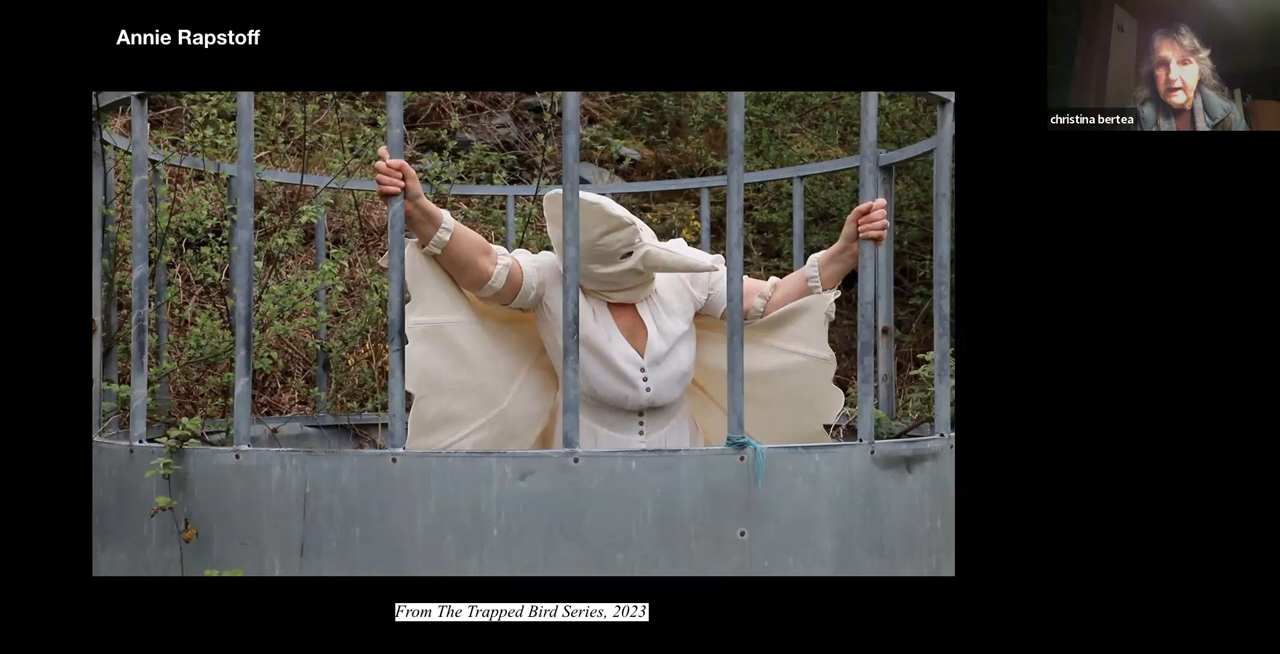 Annie Rapstoff
christina bertea
From The Trapped Bird Series, 2023